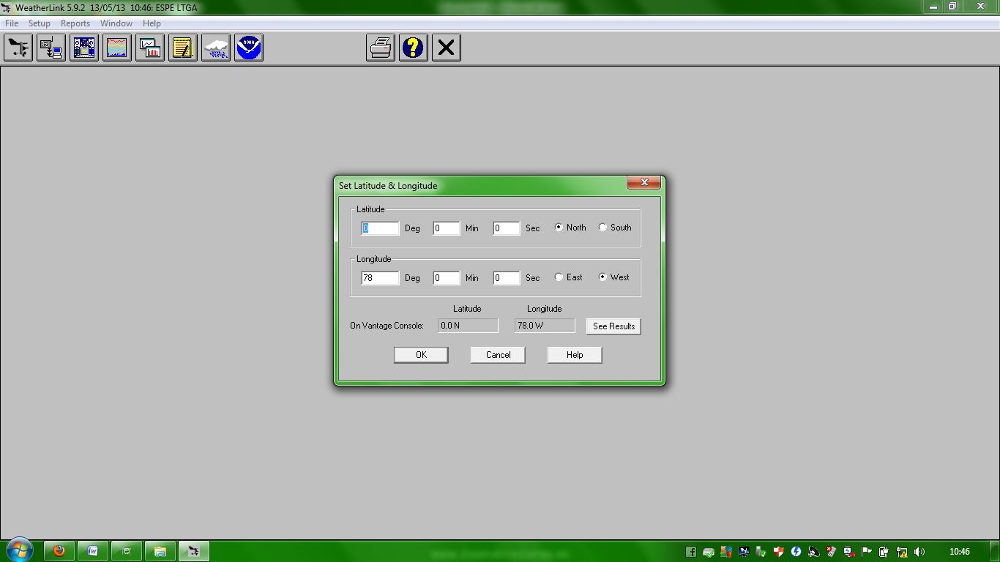 WeatherLink 5.9.2 13/05/13 10:46: ESPE LTGA
File Setup Reports Window Help
NOAA
?
Set Latitude & Longitude
Latitude
0 Deg 0 Min 0 Sec North South
Longitude
78 Deg 0 Min 0 Sec East West
Latitude Longitude
On Vantage Console: 0.0 N 78.0 W See Results
OK Cancel Help
10:46